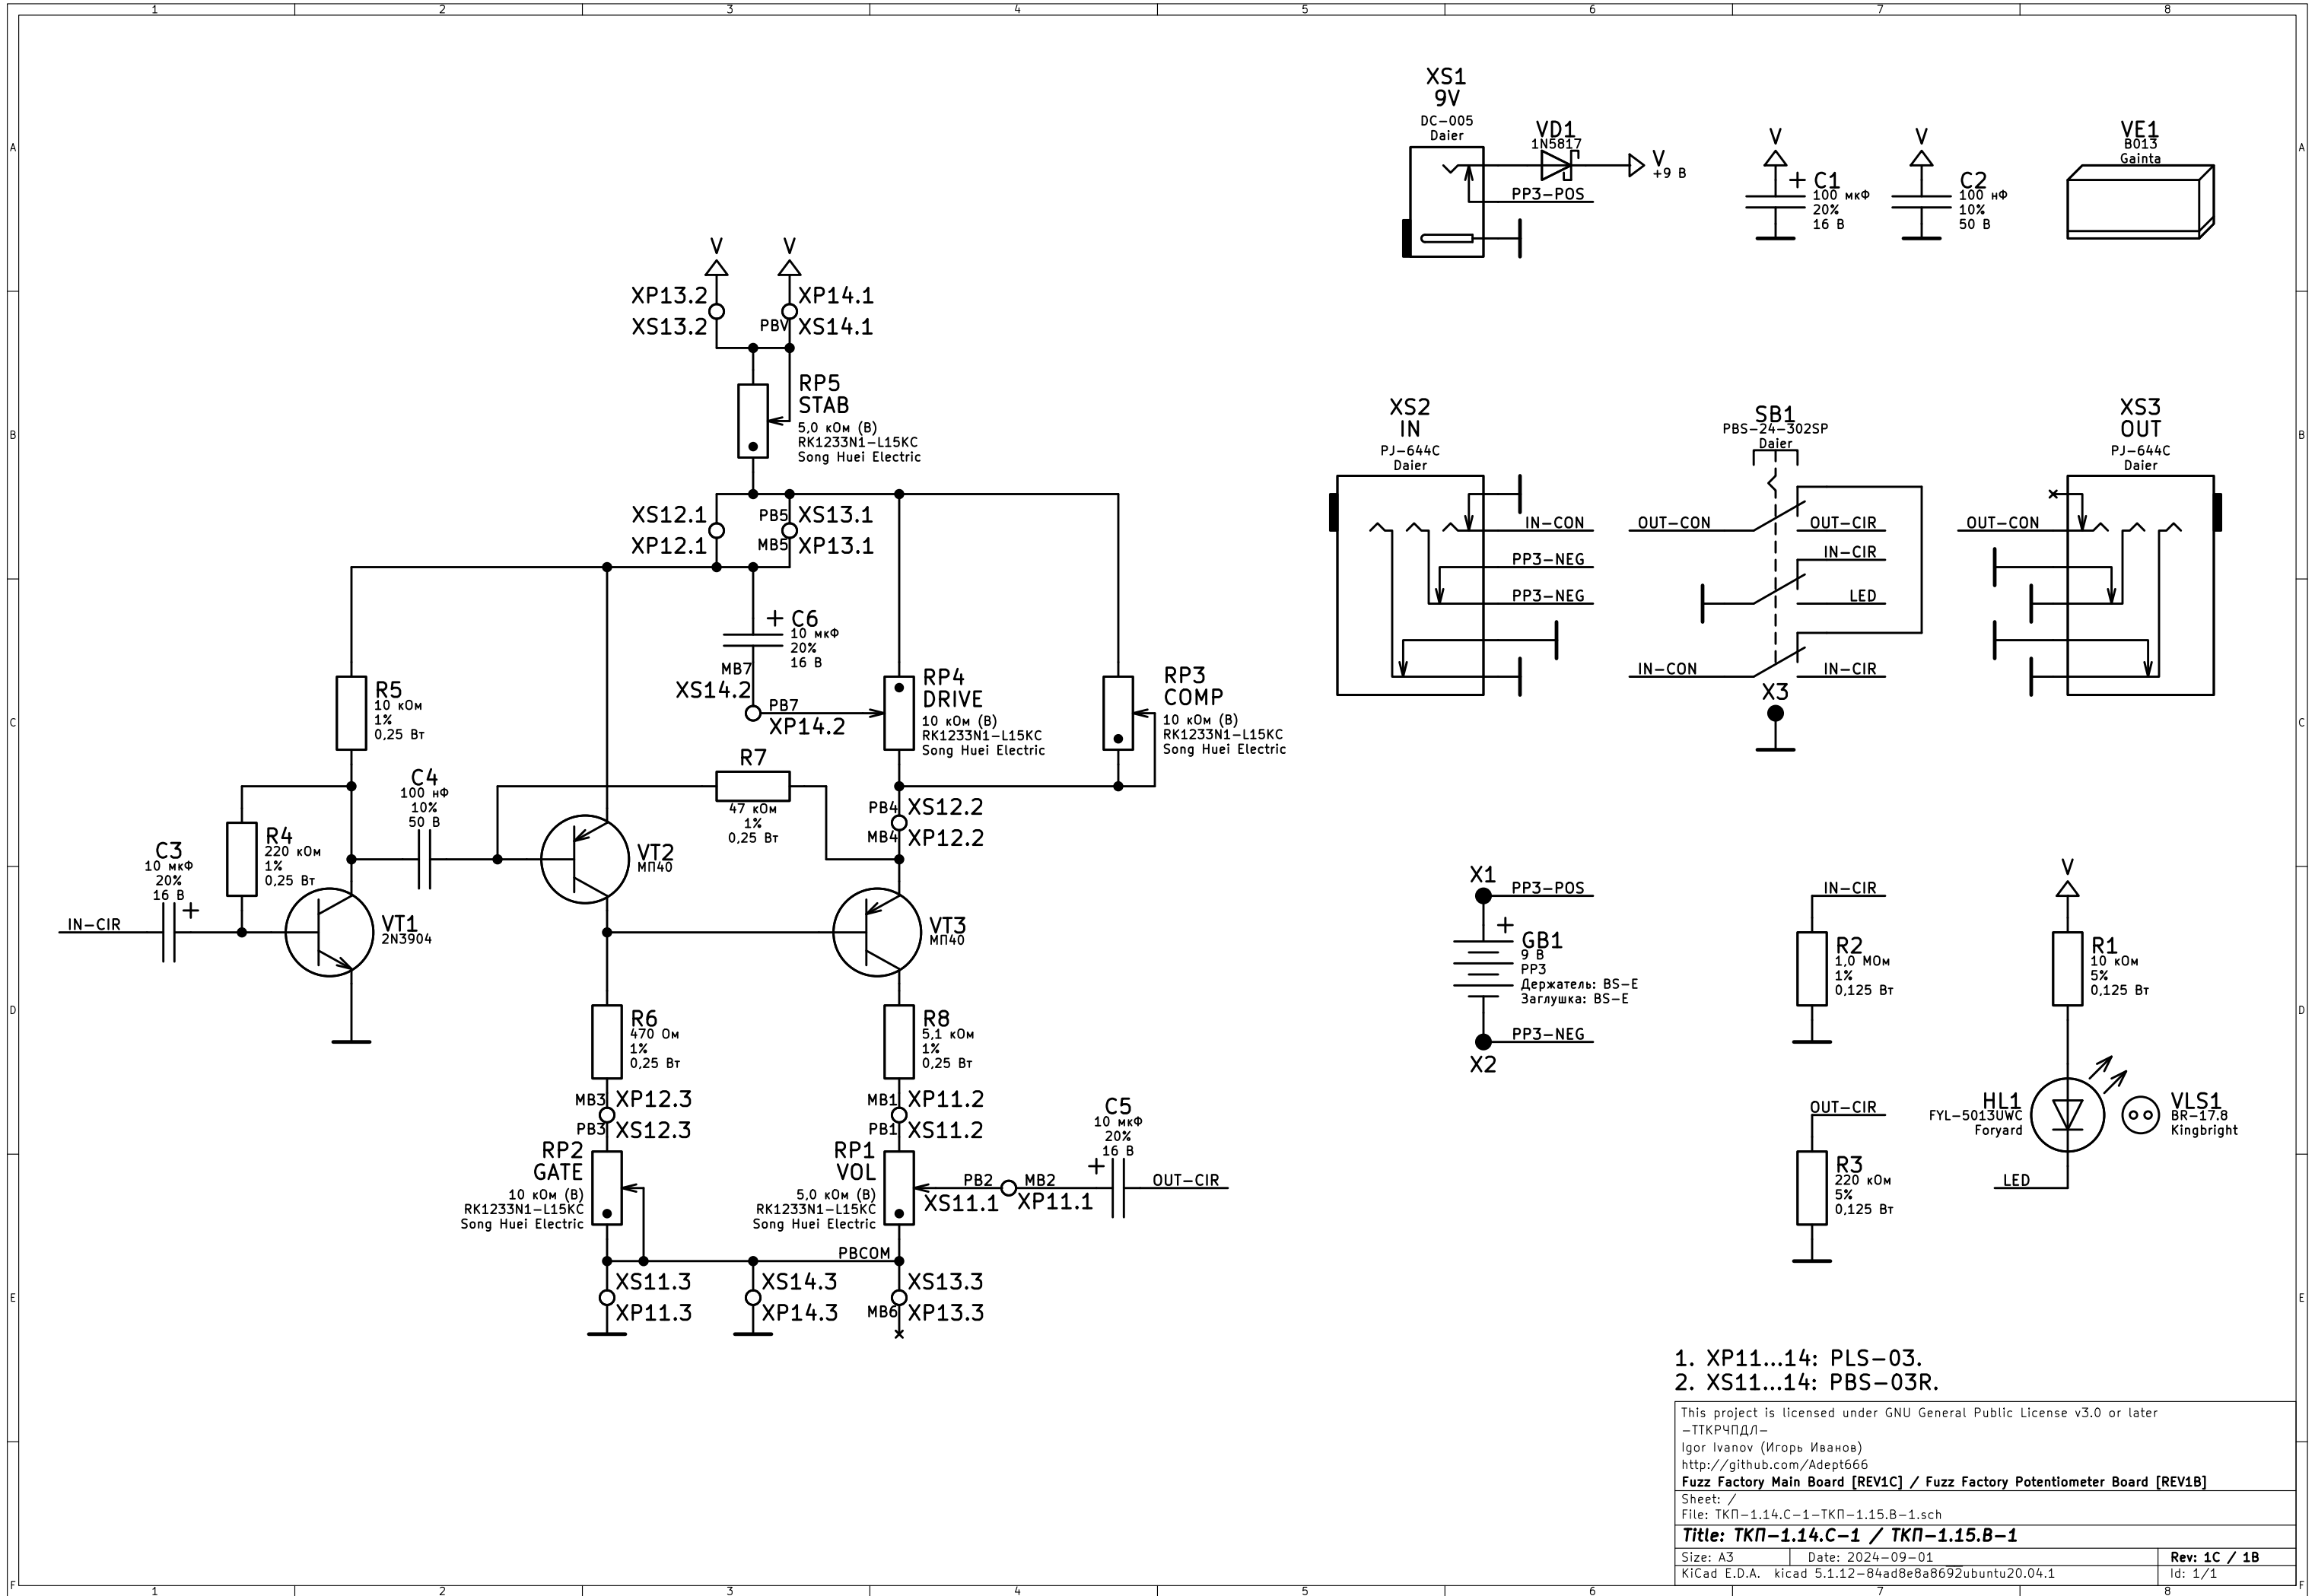 1 2 3 4 5 6 7 8
A
B
C
D
E
F
XS1
9V
DC-005
Daier
VD1
1N5817
V
+9 В
PP3-POS
V
+ C1
100 мкФ
20%
16 В
V
C2
100 нФ
10%
50 В
VE1
B013
Gainta
V
V
XP13.2
XS13.2
XP14.1
PBV
XS14.1
RP5
STAB
5,0 кОм (B)
RK1233N1-L15KC
Song Huei Electric
XS12.1
XP12.1
PB5
XS13.1
MB5
XP13.1
+ C6
10 мкФ
20%
16 В
MB7
XS14.2
PB7
XP14.2
RP4
DRIVE
10 кОм (B)
RK1233N1-L15KC
Song Huei Electric
RP3
COMP
10 кОм (B)
RK1233N1-L15KC
Song Huei Electric
R5
10 кОм
1%
0,25 Вт
C4
100 нФ
10%
50 В
R7
47 кОм
1%
0,25 Вт
PB4
XS12.2
MB4
XP12.2
R4
220 кОм
1%
0,25 Вт
C3
10 мкФ
20%
16 В
+
IN-CIR
VT1
2N3904
VT2
МП40
VT3
МП40
R6
470 Ом
1%
0,25 Вт
R8
5,1 кОм
1%
0,25 Вт
MB3
XP12.3
PB3
XS12.3
MB1
XP11.2
PB1
XS11.2
RP2
GATE
10 кОм (B)
RK1233N1-L15KC
Song Huei Electric
RP1
VOL
5,0 кОм (B)
RK1233N1-L15KC
Song Huei Electric
C5
10 мкФ
20%
16 В
+
PB2
XS11.1
MB2
XP11.1
OUT-CIR
PBCOM
XS11.3
XP11.3
XS14.3
XP14.3
XS13.3
MB6
XP13.3
XS2
IN
PJ-644C
Daier
IN-CON
PP3-NEG
PP3-NEG
SB1
PBS-24-302SP
Daier
OUT-CON
OUT-CIR
IN-CIR
LED
IN-CON
IN-CIR
X3
XS3
OUT
PJ-644C
Daier
OUT-CON
X1
PP3-POS
+
GB1
9 В
PP3
Держатель: BS-E
Заглушка: BS-E
PP3-NEG
X2
IN-CIR
R2
1,0 МОм
1%
0,125 Вт
OUT-CIR
R3
220 кОм
5%
0,125 Вт
V
R1
10 кОм
5%
0,125 Вт
HL1
FYL-5013UWC
Foryard
VLS1
BR-17.8
Kingbright
LED
1. XP11...14: PLS-03.
2. XS11...14: PBS-03R.
This project is licensed under GNU General Public License v3.0 or later
-ТТКРЧПДЛ-
Igor Ivanov (Игорь Иванов)
http://github.com/Adept666
Fuzz Factory Main Board [REV1C] / Fuzz Factory Potentiometer Board [REV1B]
Sheet: /
File: ТКП-1.14.C-1-ТКП-1.15.B-1.sch
Title: ТКП-1.14.C-1 / ТКП-1.15.B-1
Size: A3 Date: 2024-09-01 Rev: 1C / 1B
KiCad E.D.A. kicad 5.1.12-84ad8e8a8692ubuntu20.04.1 Id: 1/1
1 2 3 4 5 6 7 8
A
B
C
D
E
F